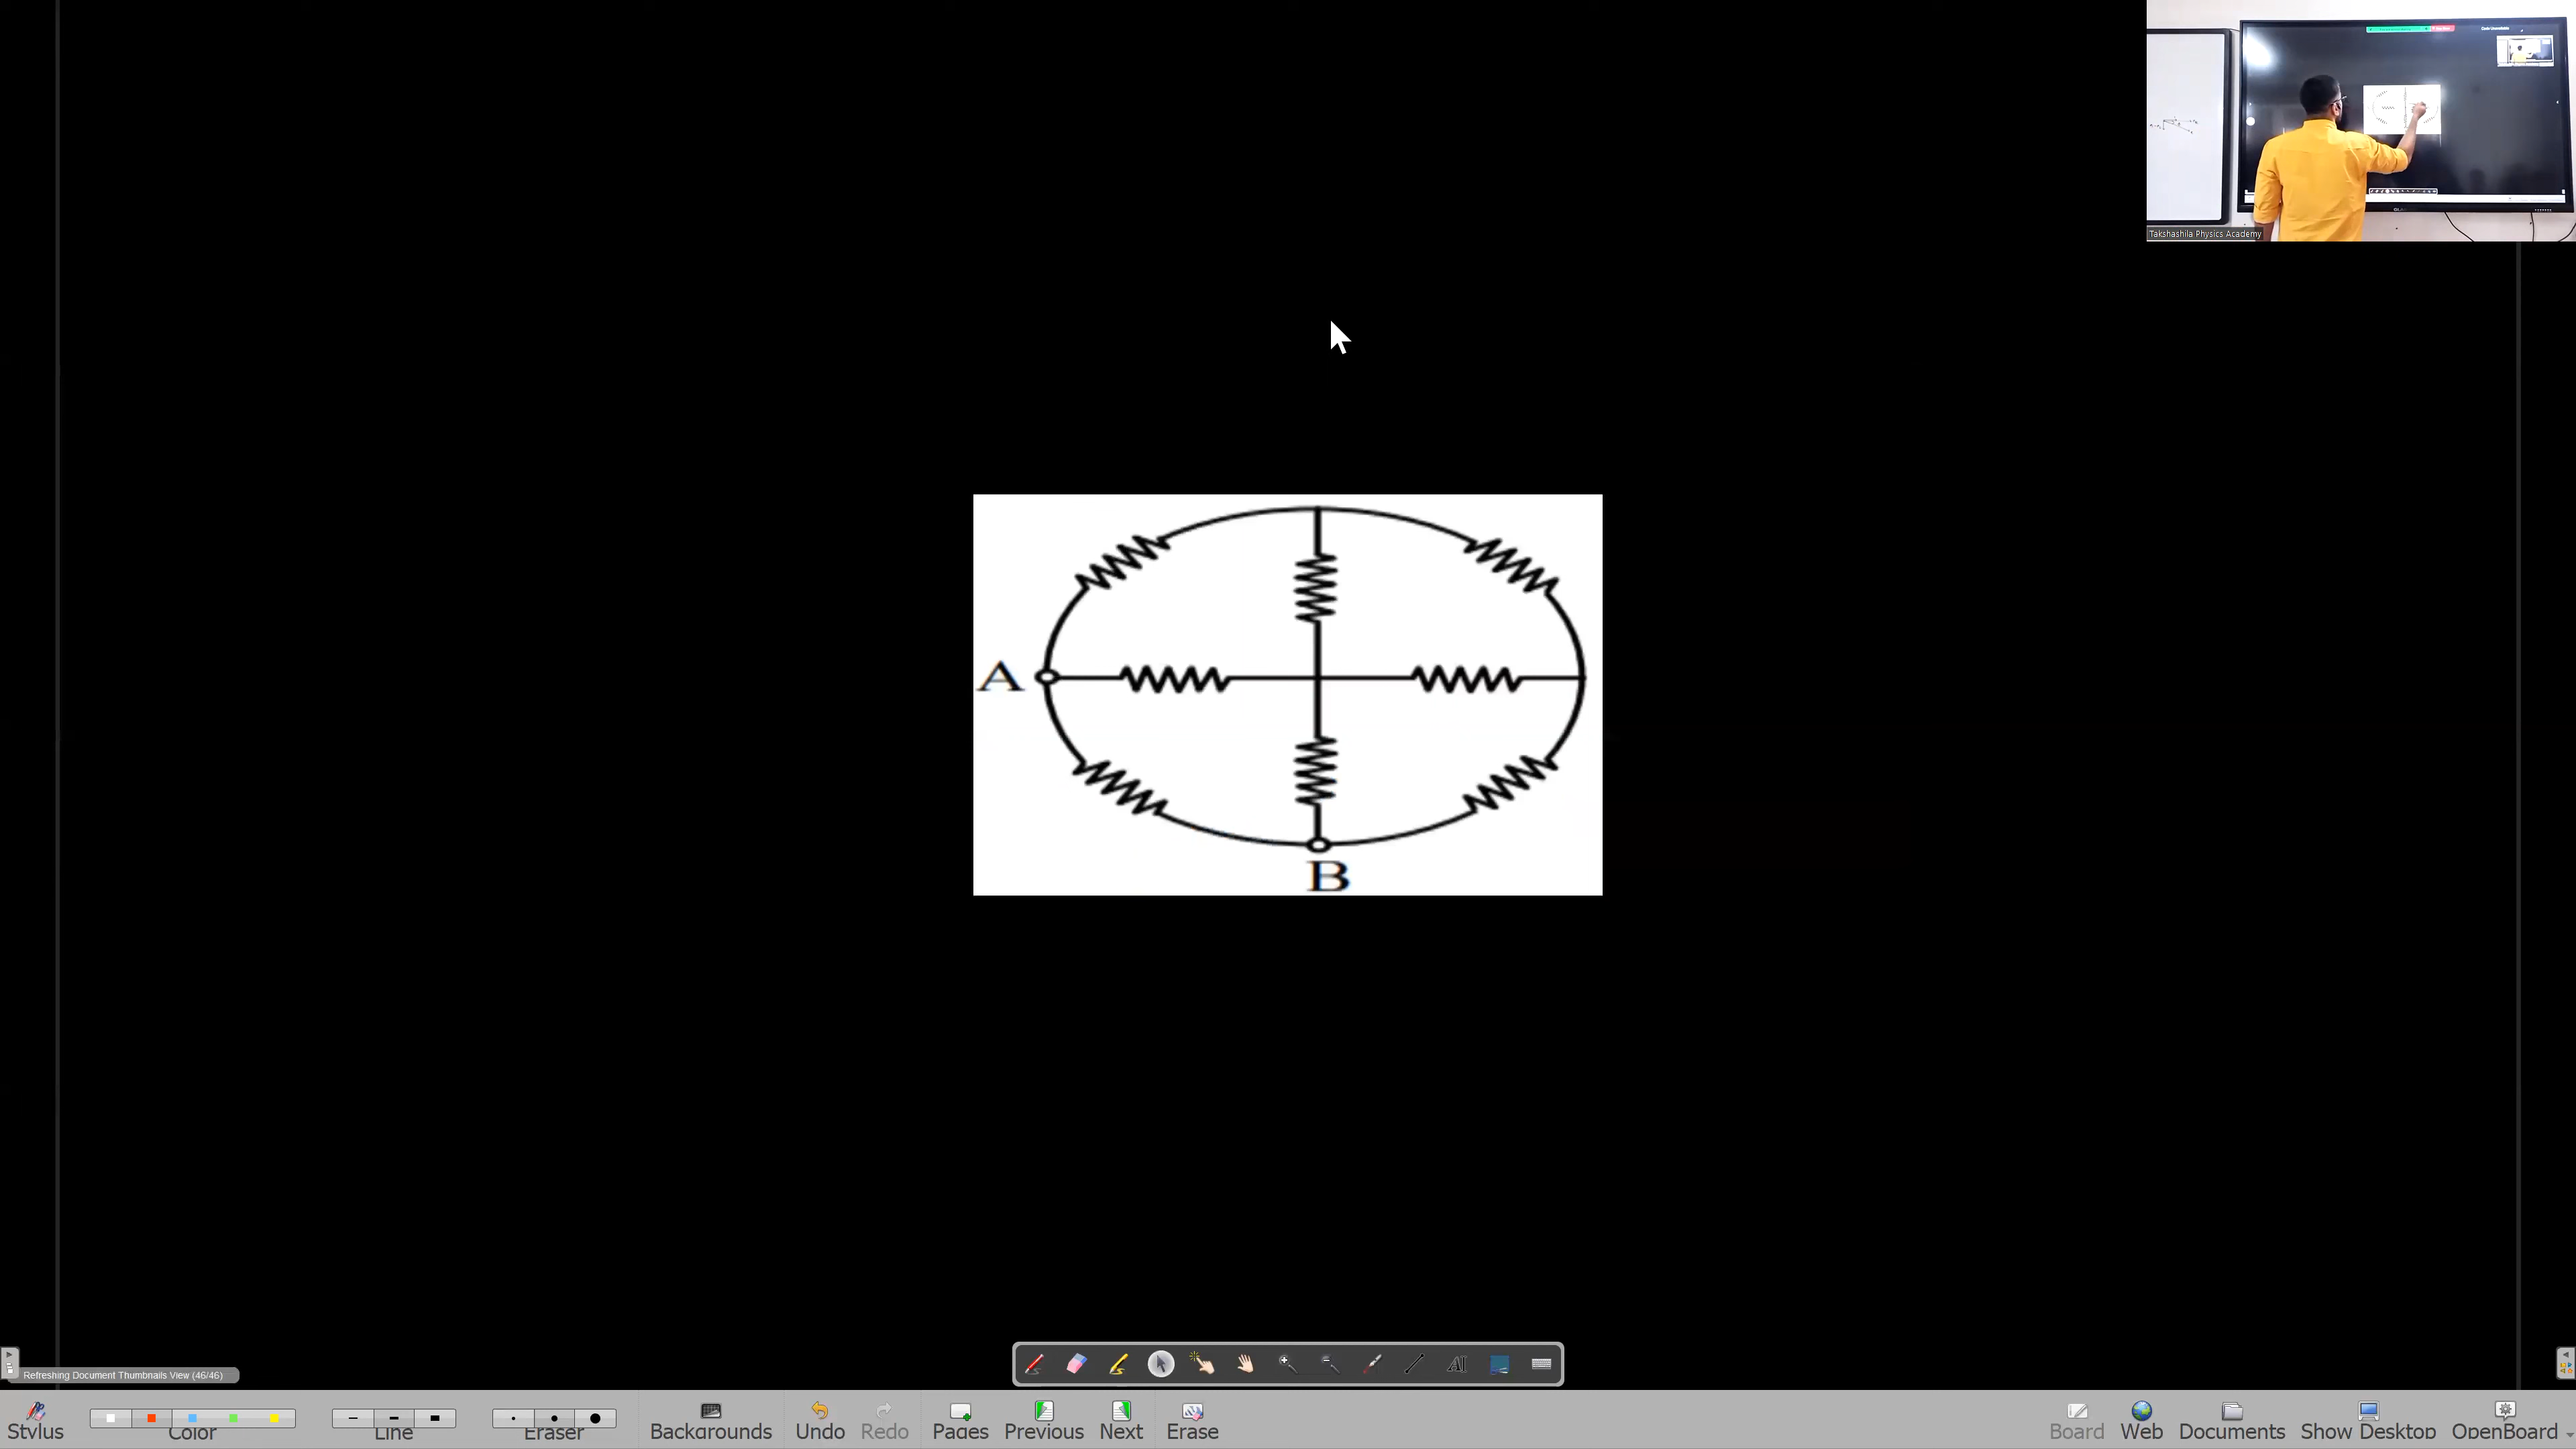 Takshashila Physics Academy
A
B
Refreshing Document Thumbnails View (46/46)
Stylus
Color
Line
Eraser
Backgrounds
Undo
Redo
Pages
Previous
Next
Erase
Board
Web
Documents
Show Desktop
OpenBoard